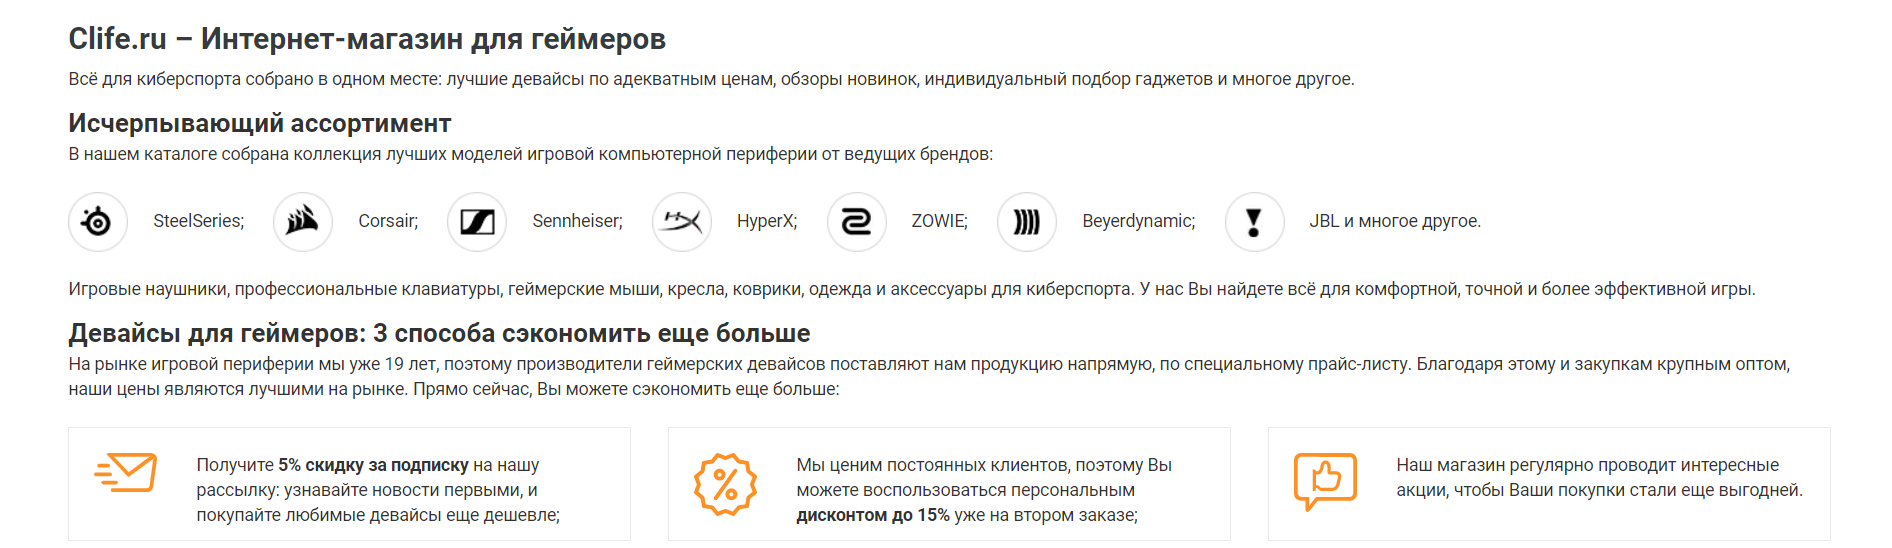 Clife.ru – Интернет-магазин для геймеров
Всё для киберспорта собрано в одном месте: лучшие девайсы по адекватным ценам, обзоры новинок, индивидуальный подбор гаджетов и многое другое.
Исчерпывающий ассортимент
В нашем каталоге собрана коллекция лучших моделей игровой компьютерной периферии от ведущих брендов:
SteelSeries; Corsair; Sennheiser; HyperX; ZOWIE; Beyerdynamic; JBL и многое другое.
Игровые наушники, профессиональные клавиатуры, геймерские мыши, кресла, коврики, одежда и аксессуары для киберспорта. У нас Вы найдете всё для комфортной, точной и более эффективной игры.
Девайсы для геймеров: 3 способа сэкономить еще больше
На рынке игровой периферии мы уже 19 лет, поэтому производители геймерских девайсов поставляют нам продукцию напрямую, по специальному прайс-листу. Благодаря этому и закупкам крупным оптом,
наши цены являются лучшими на рынке. Прямо сейчас, Вы можете сэкономить еще больше:
Получите 5% скидку за подписку на нашу
рассылку: узнавайте новости первыми, и
покупайте любимые девайсы еще дешевле;
Мы ценим постоянных клиентов, поэтому Вы
можете воспользоваться персональным
дисконтом до 15% уже на втором заказе;
Наш магазин регулярно проводит интересные
акции, чтобы Ваши покупки стали еще выгодней.